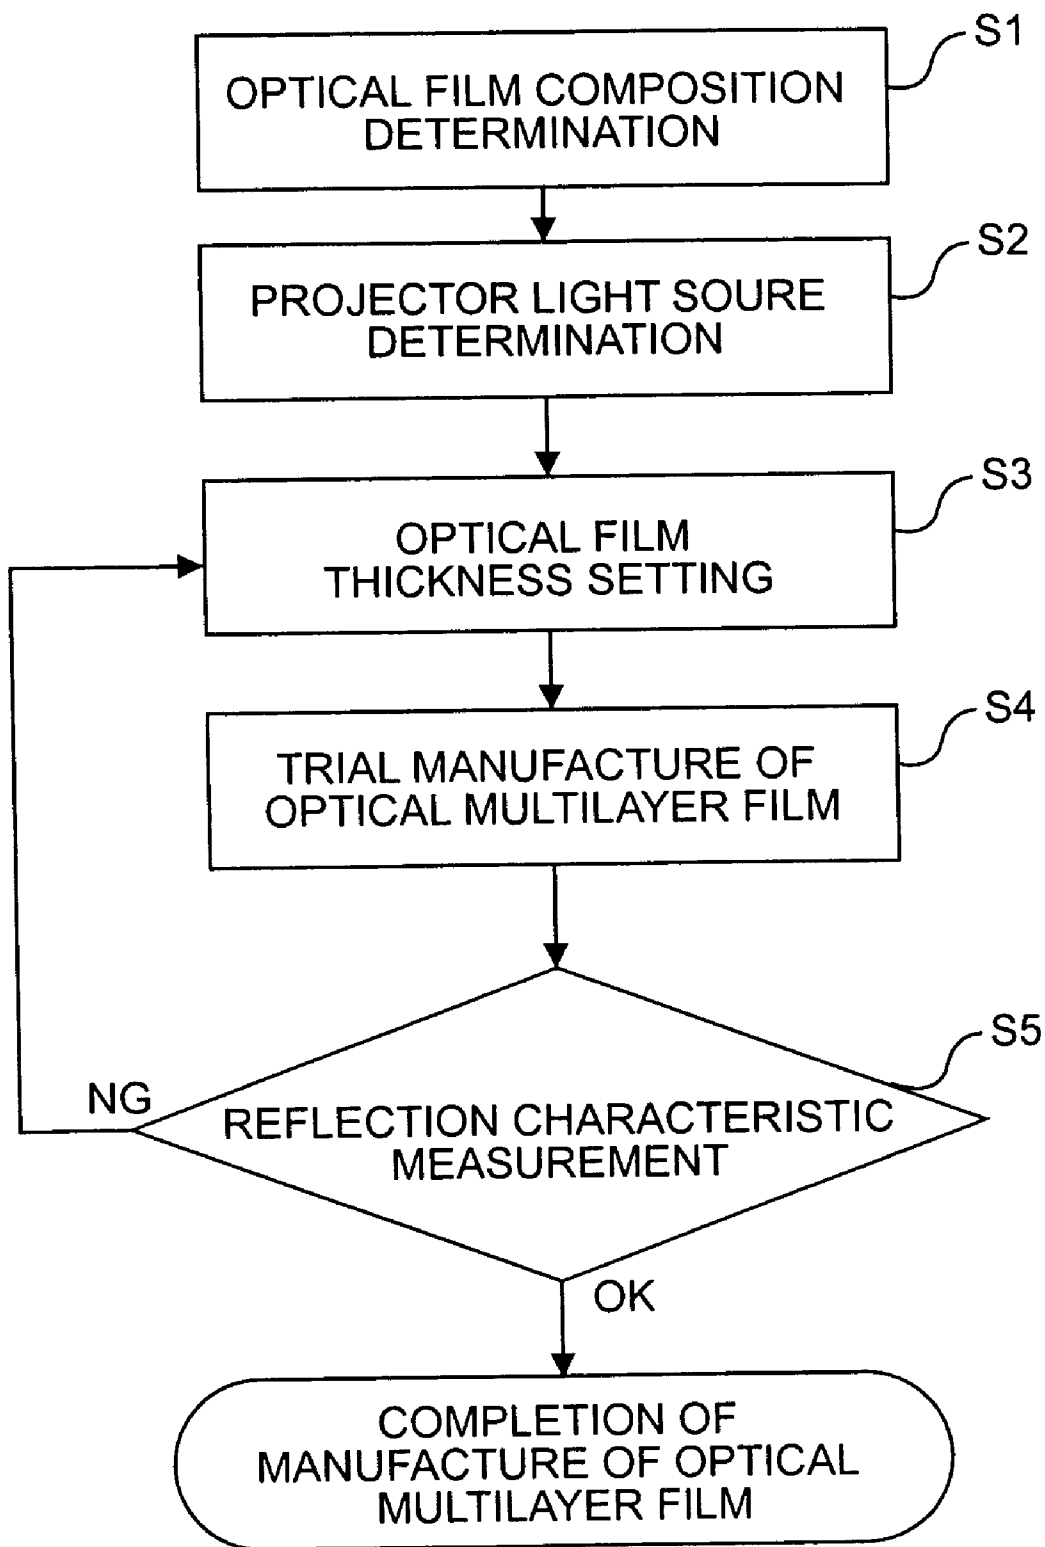 S1
OPTICAL FILM COMPOSITION
DETERMINATION
S2
PROJECTOR LIGHT SOURE
DETERMINATION
S3
OPTICAL FILM
THICKNESS SETTING
S4
TRIAL MANUFACTURE OF
OPTICAL MULTILAYER FILM
S5
NG
REFLECTION CHARACTERISTIC
MEASUREMENT
OK
COMPLETION OF
MANUFACTURE OF OPTICAL
MULTILAYER FILM